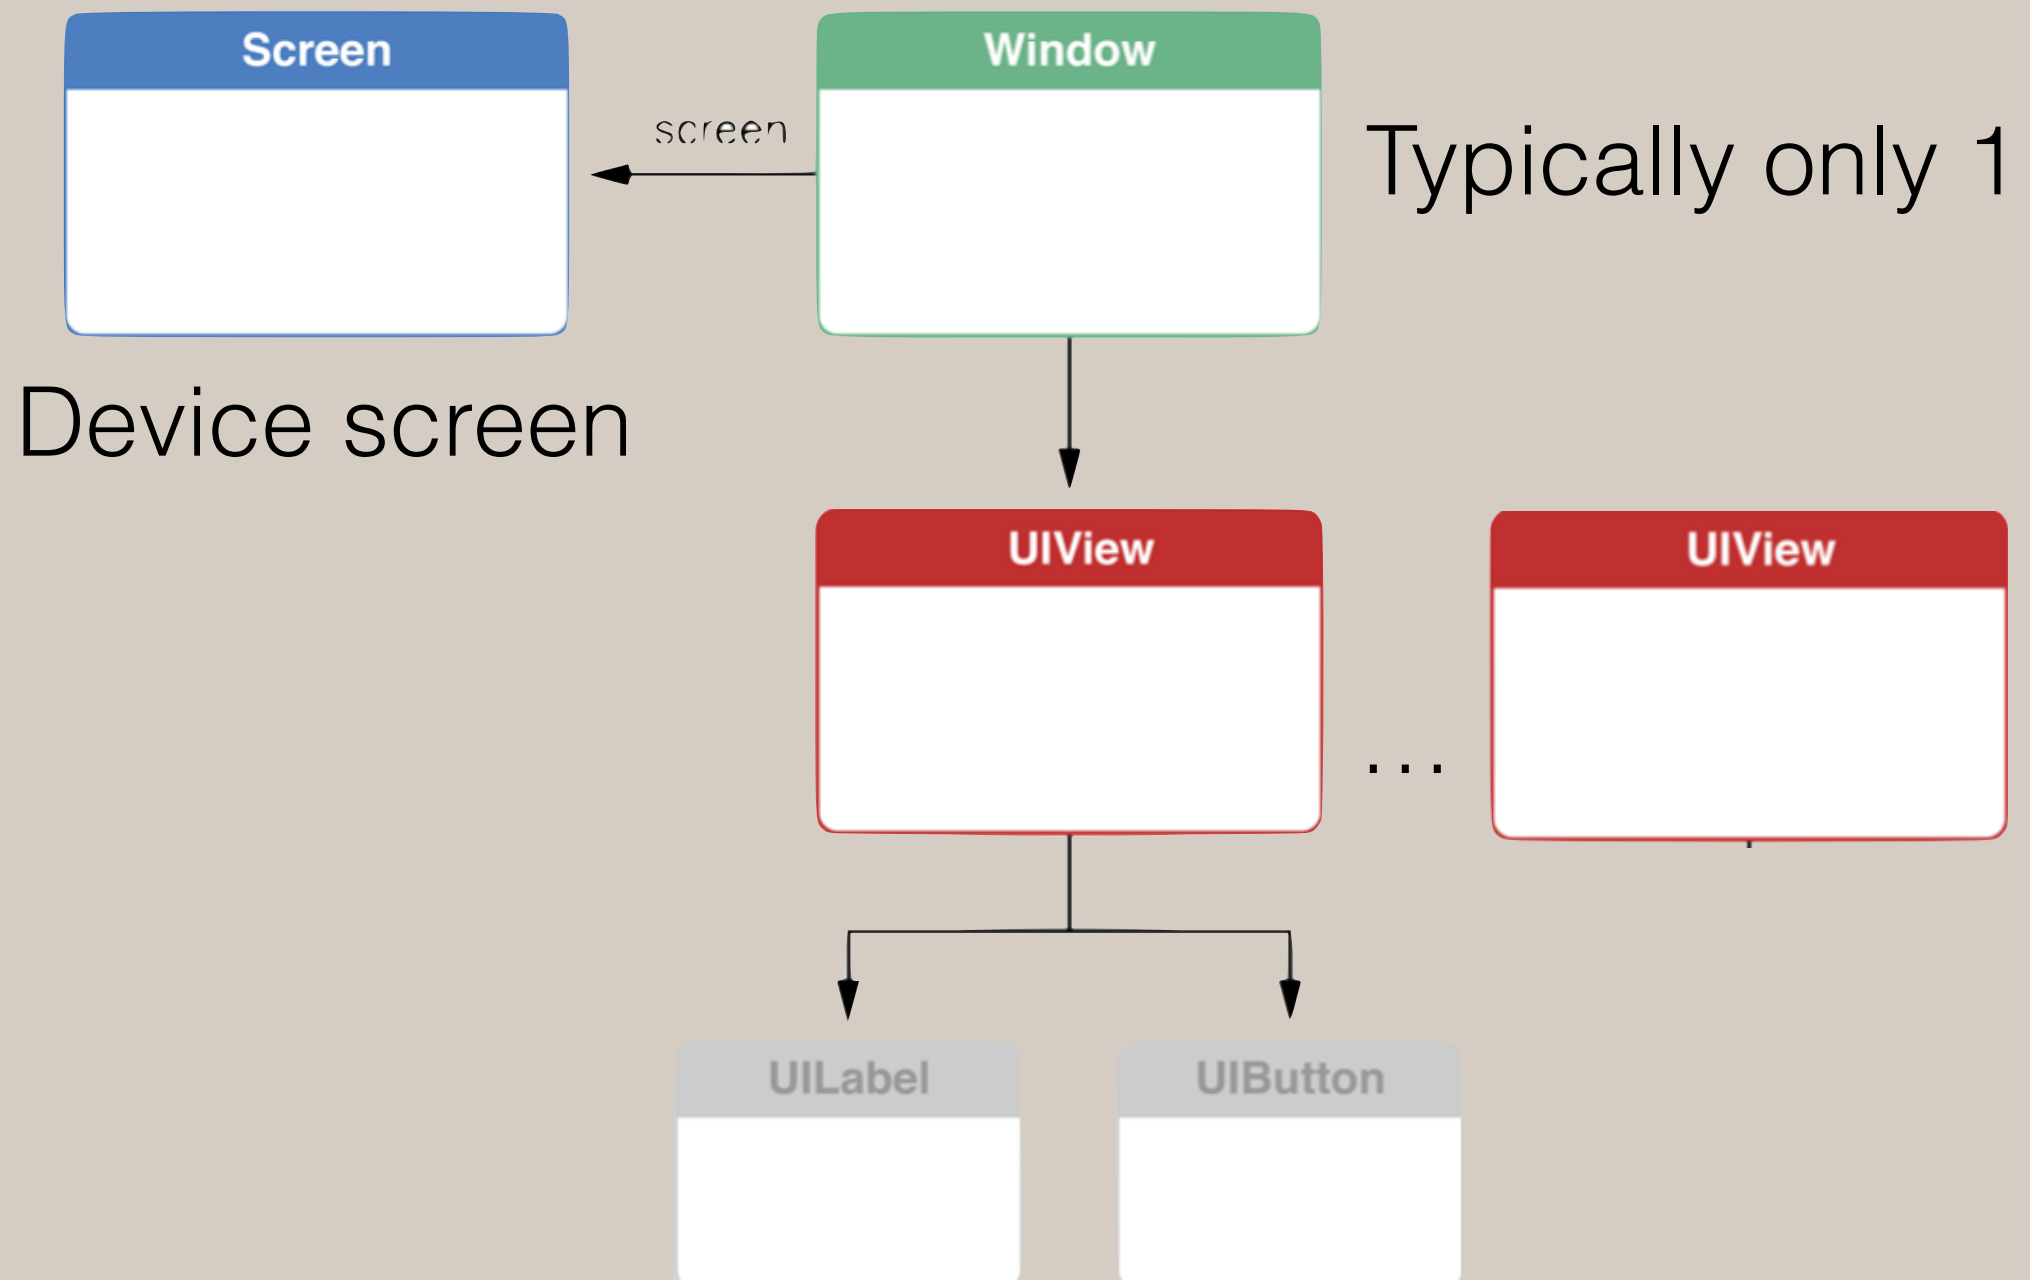 Screen
Window
screen
Typically only 1
Device screen
UIView
UIView
...
UILabel
UIButton